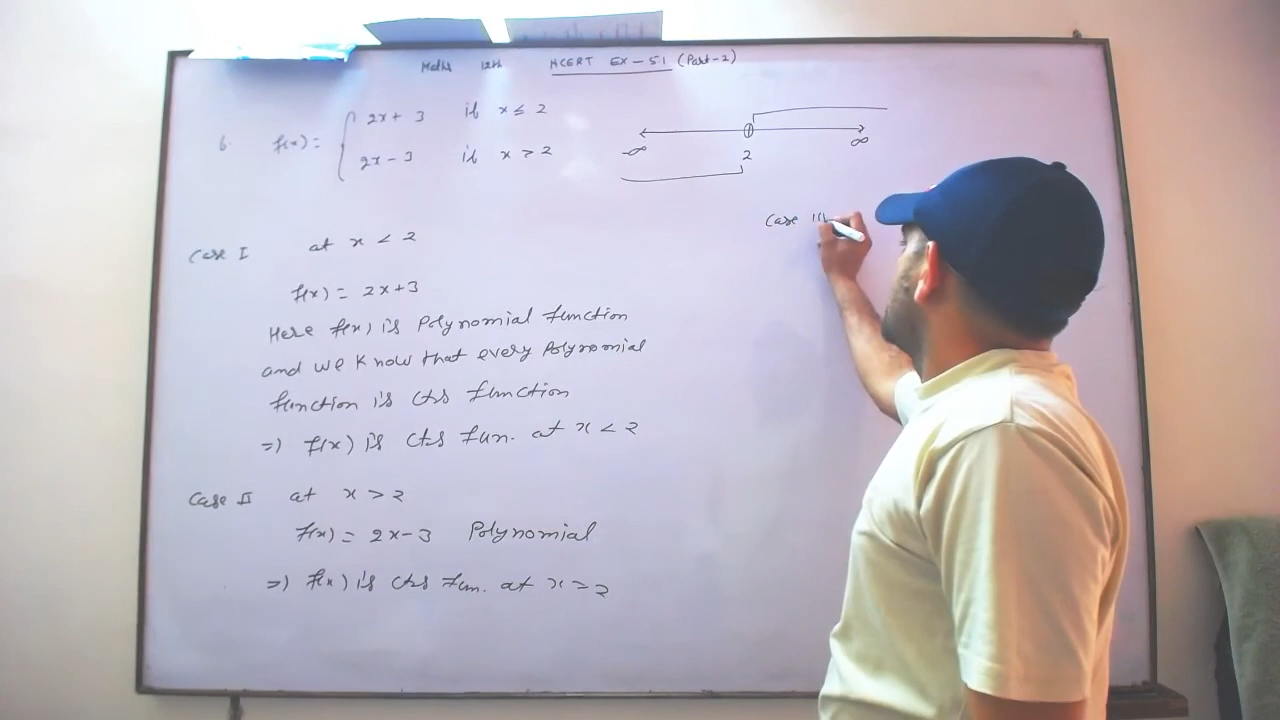 Maths 12th NCERT EX-5.1 (Part-2)
6. f(x) = { 2x+3 if x ≤ 2
2x-3 if x > 2
-∞ 2 ∞
Case I at x < 2
f(x) = 2x+3
Here f(x) is Polynomial function
and we know that every Polynomial
function is cts function
=) f(x) is cts fun. at x < 2
Case II at x > 2
f(x) = 2x-3 Polynomial
=) f(x) is cts fun. at x > 2
Case III